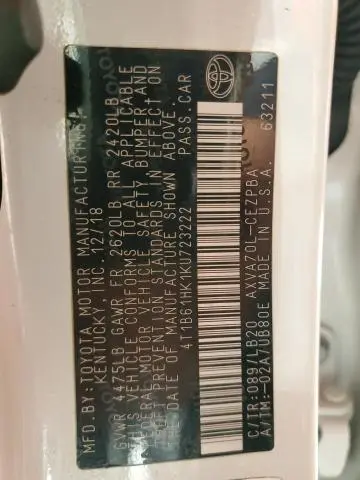 MFD. BY: TOYOTA MOTOR MANUFACTURING,
KENTUCKY, INC. 12/18
GVWR 4475LB GAWR FR 2620LB RR 2420LB
THIS VEHICLE CONFORMS TO ALL APPLICABLE
FEDERAL MOTOR VEHICLE SAFETY, BUMPER, AND
THEFT PREVENTION STANDARDS IN EFFECT ON
THE DATE OF MANUFACTURE SHOWN ABOVE.
4T1B61HK1KU723222 PASS.CAR
C/TR:089/LB20 AXVA70L-CEZPBA
A/TM:-02A/UB80E MADE IN U.S.A.
63211